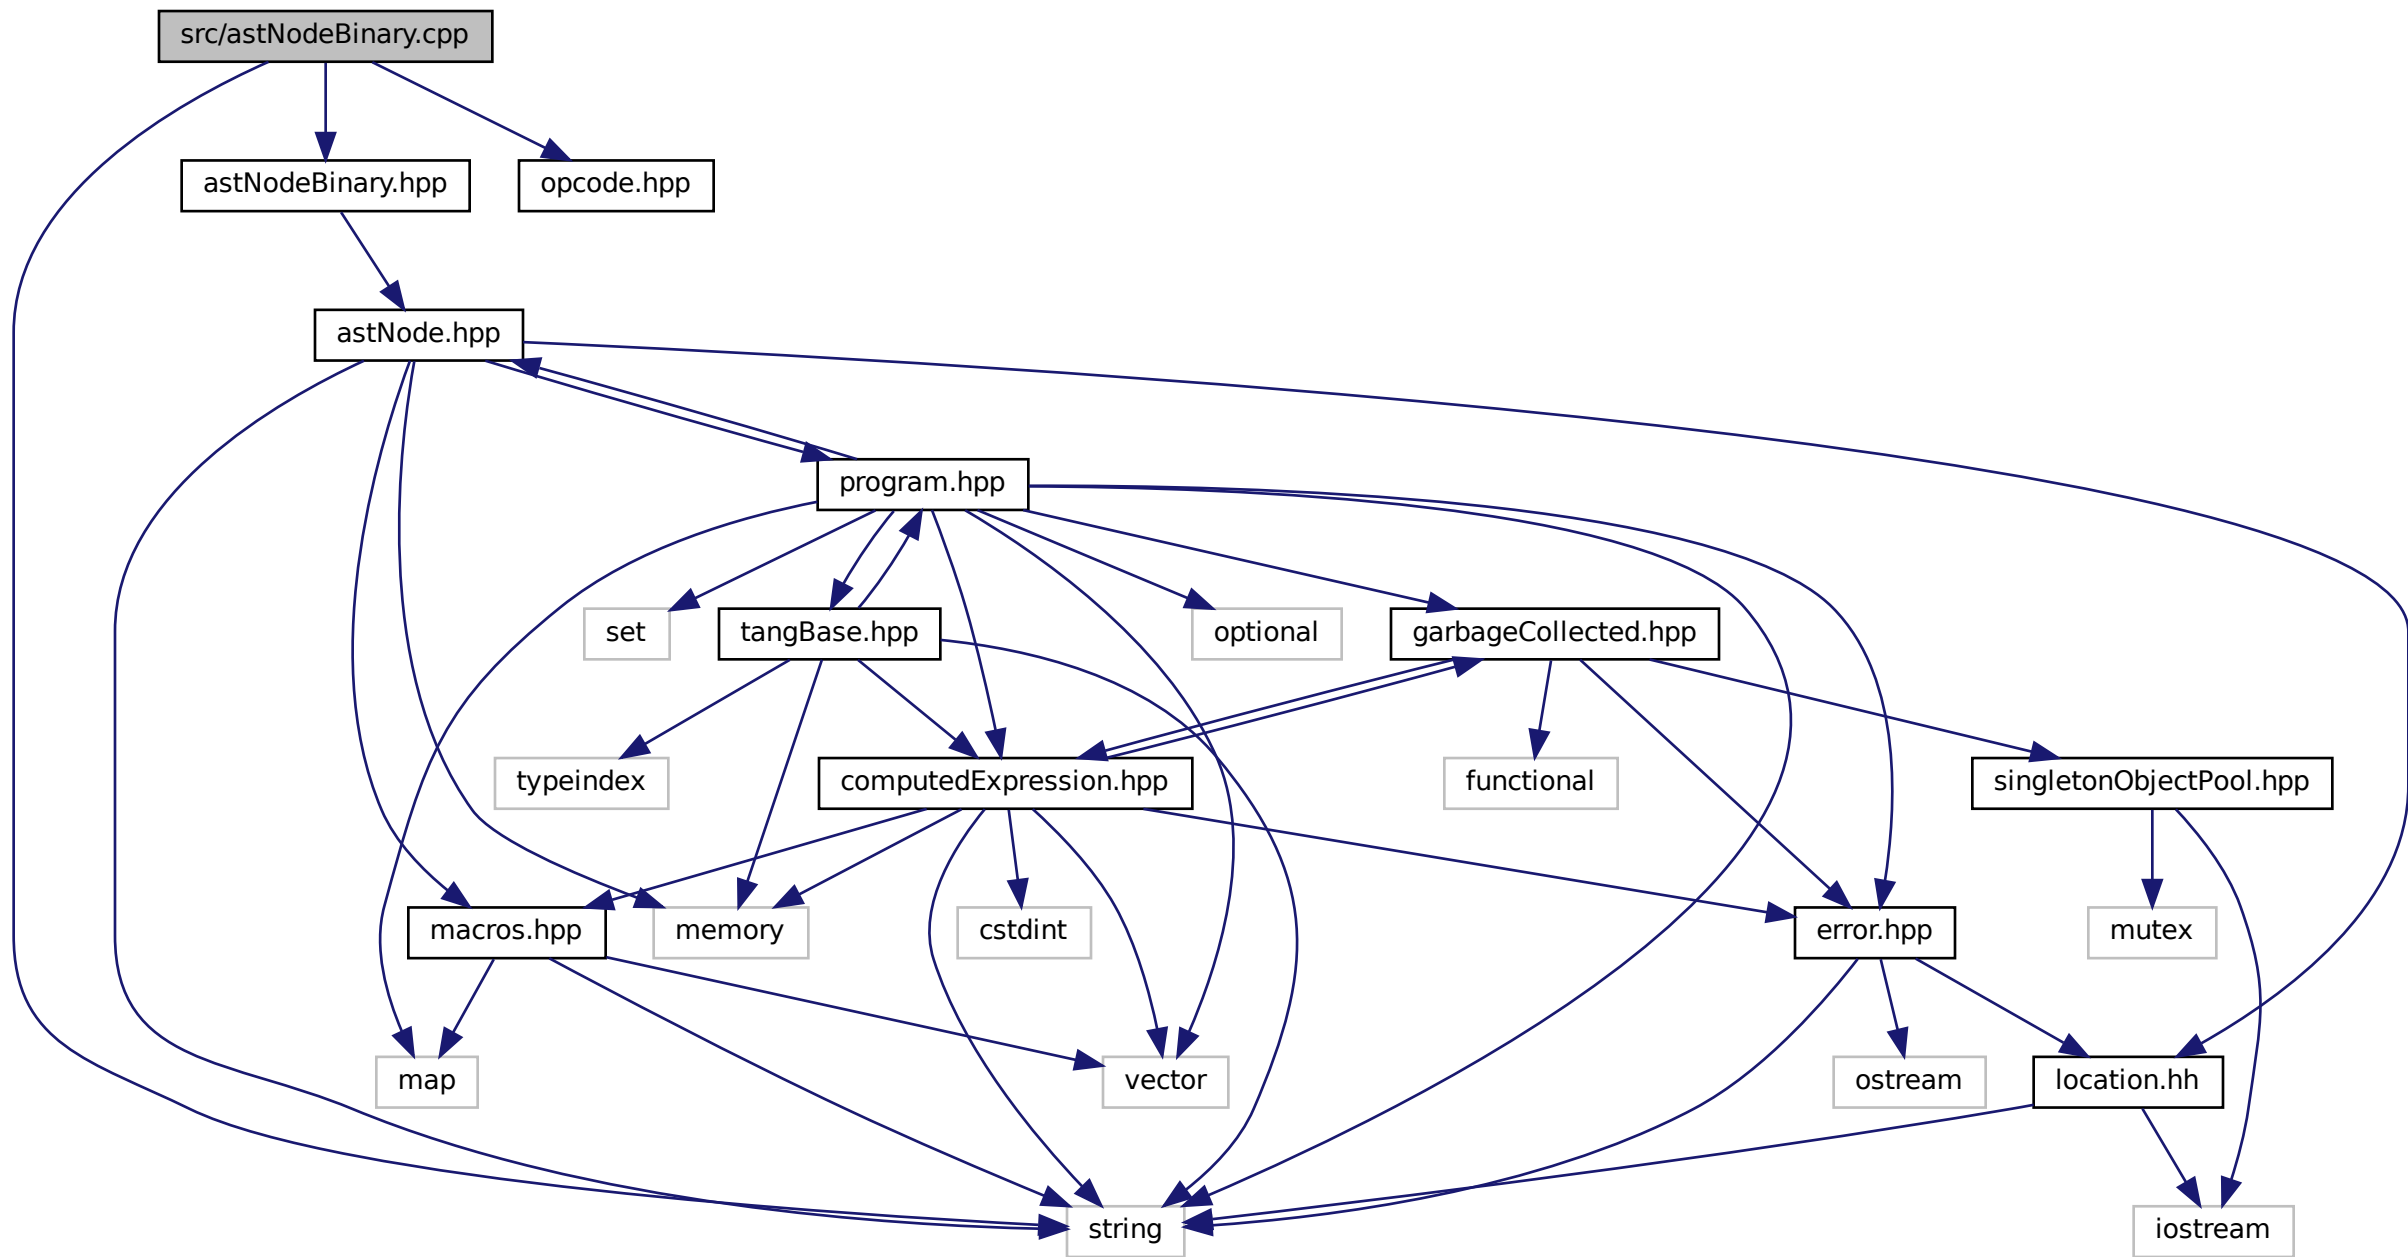 src/astNodeBinary.cpp
astNodeBinary.hpp
opcode.hpp
astNode.hpp
program.hpp
set
tangBase.hpp
optional
garbageCollected.hpp
typeindex
computedExpression.hpp
functional
singletonObjectPool.hpp
macros.hpp
memory
cstdint
error.hpp
mutex
map
vector
ostream
location.hh
string
iostream